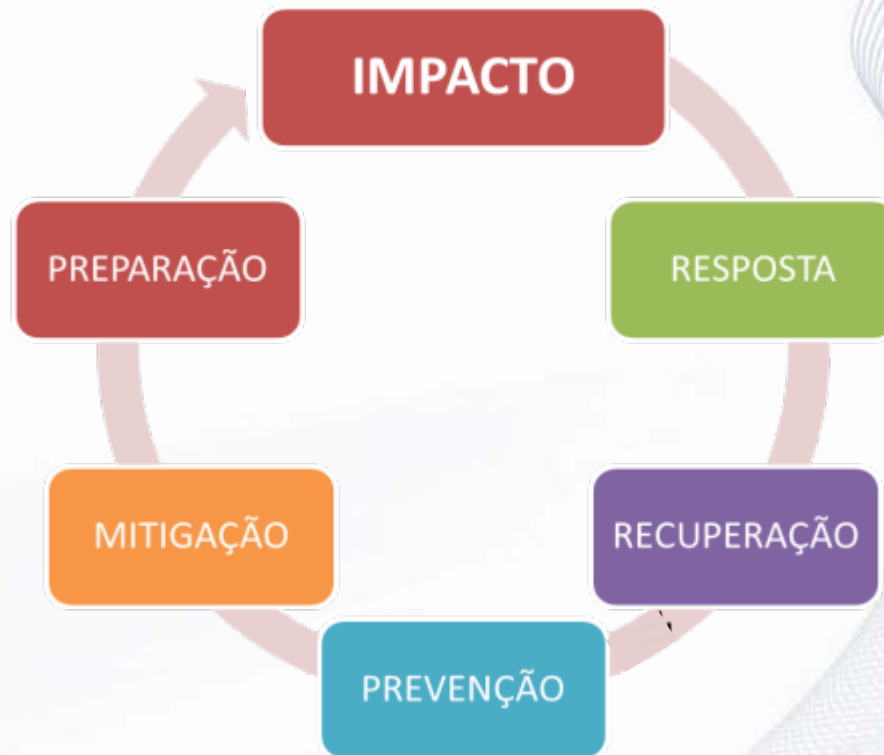 IMPACTO
PREPARAÇÃO
RESPOSTA
MITIGAÇÃO
RECUPERAÇÃO
PREVENÇÃO